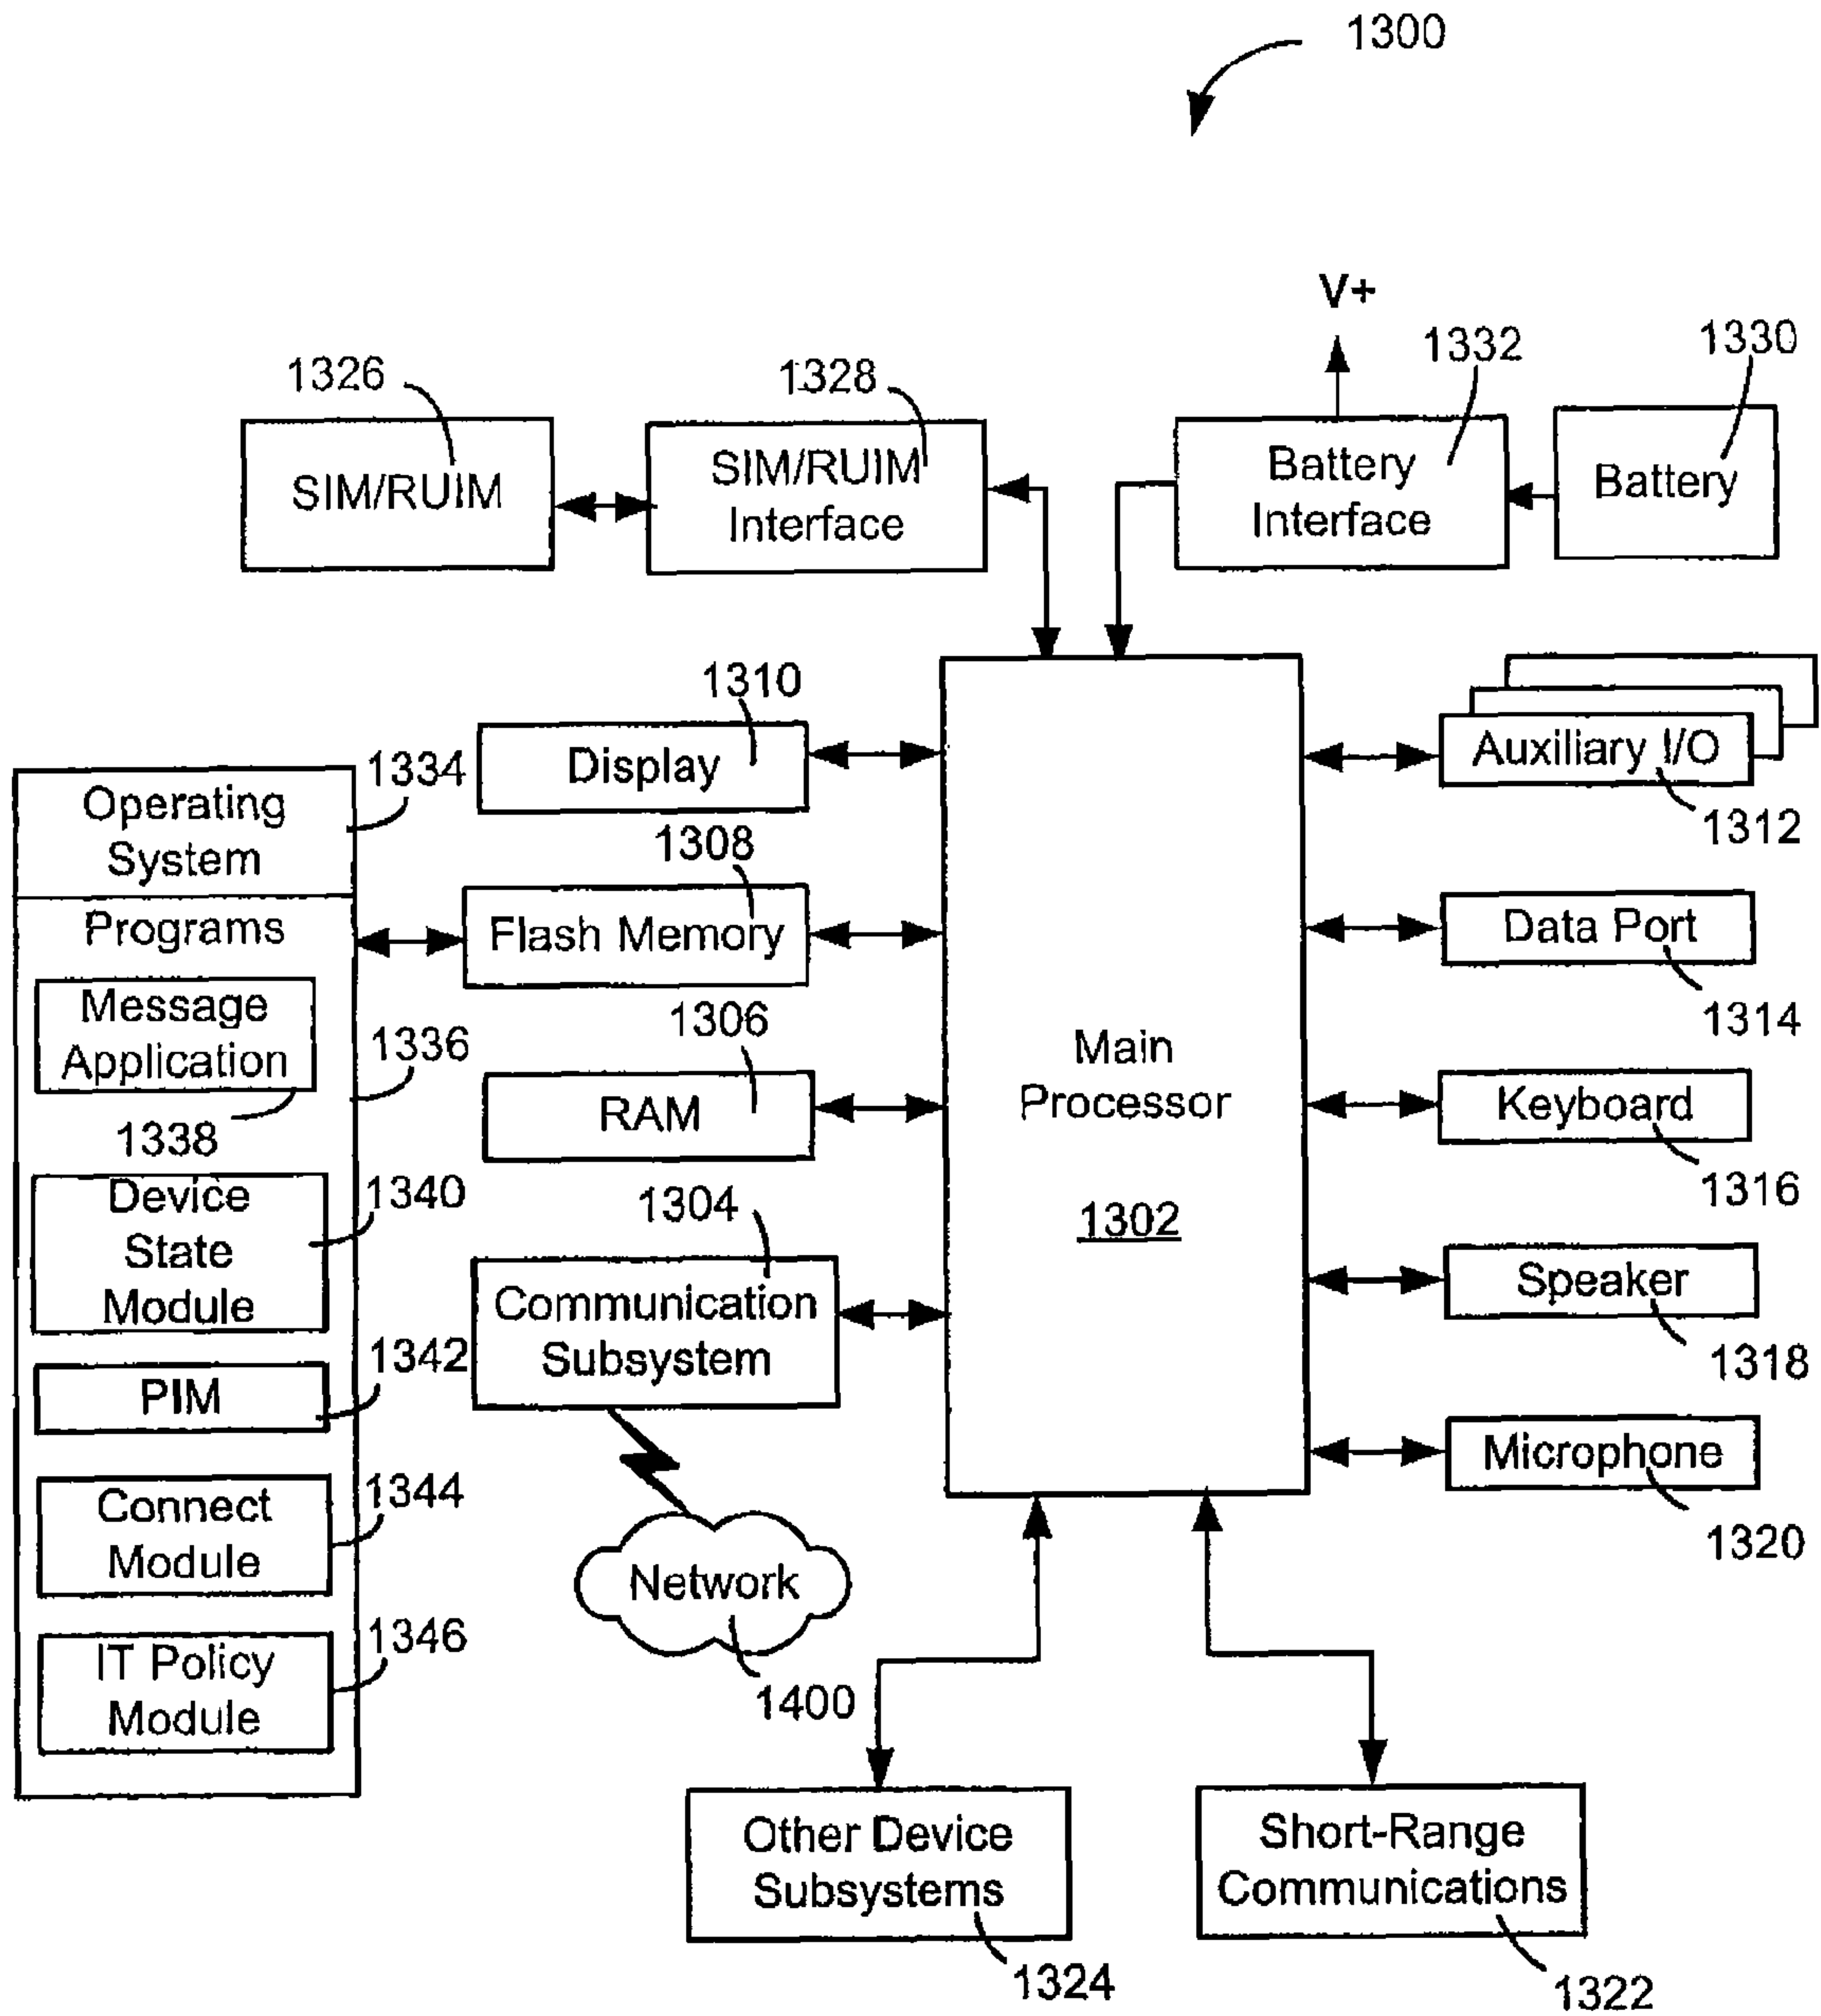 1300
V+
1326
1328
1332
1330
SIM/RUIM
SIM/RUIM
Interface
Battery
Interface
Battery
1310
Display
1334
Operating
System
1308
Flash Memory
Programs
Message
Application
1338
1336
1306
RAM
Device
State
Module
1340
1304
Communication
Subsystem
PIM
1342
Connect
Module
1344
IT Policy
Module
1346
Network
1400
Main
Processor
1302
Auxiliary I/O
1312
Data Port
1314
Keyboard
1316
Speaker
1318
Microphone
1320
Other Device
Subsystems
1324
Short-Range
Communications
1322